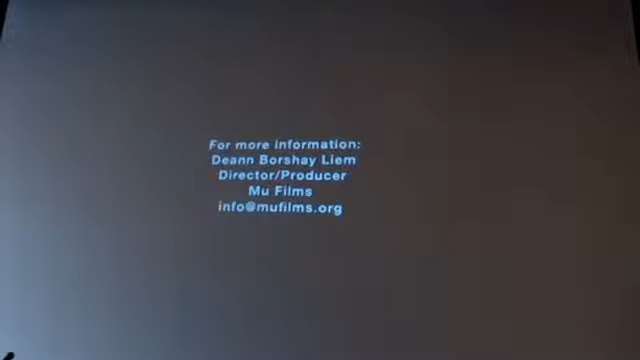 For more information:
Deann Borshay Liem
Director/Producer
Mu Films
info@mufilms.org